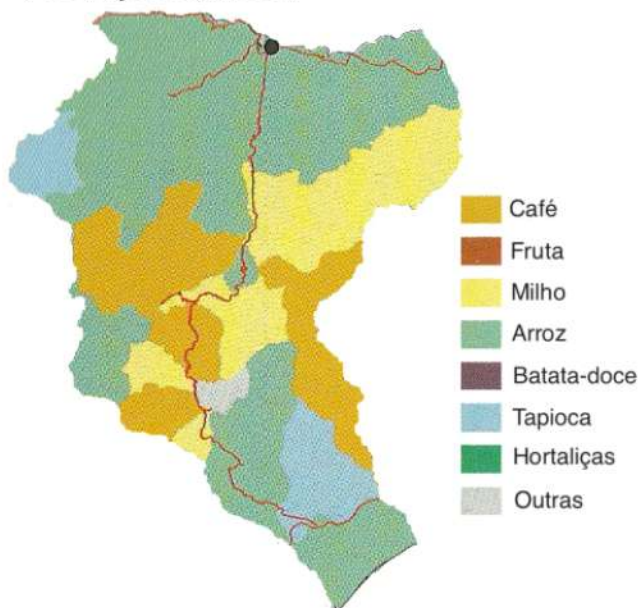 Café
Fruta
Milho
Arroz
Batata-doce
Tapioca
Hortaliças
Outras